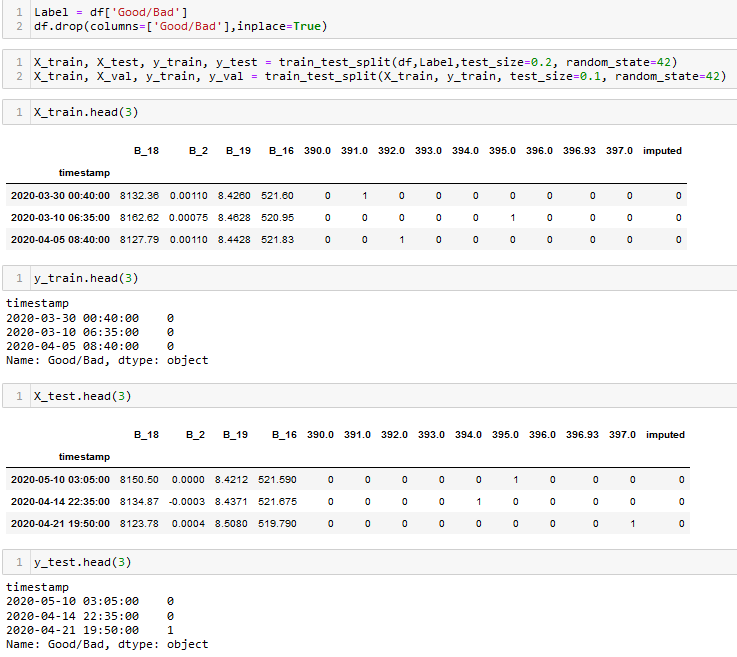 1 Label = df['Good/Bad']
2 df.drop(columns=['Good/Bad'],inplace=True)
1 X_train, X_test, y_train, y_test = train_test_split(df,Label,test_size=0.2, random_state=42)
2 X_train, X_val, y_train, y_val = train_test_split(X_train, y_train, test_size=0.1, random_state=42)
1 X_train.head(3)
B_18 B_2 B_19 B_16 390.0 391.0 392.0 393.0 394.0 395.0 396.0 396.93 397.0 imputed
timestamp
2020-03-30 00:40:00 8132.36 0.00110 8.4260 521.60 0 1 0 0 0 0 0 0 0 0
2020-03-10 06:35:00 8162.62 0.00075 8.4628 520.95 0 0 0 0 0 1 0 0 0 0
2020-04-05 08:40:00 8127.79 0.00110 8.4428 521.83 0 0 1 0 0 0 0 0 0 0
1 y_train.head(3)
timestamp
2020-03-30 00:40:00 0
2020-03-10 06:35:00 0
2020-04-05 08:40:00 0
Name: Good/Bad, dtype: object
1 X_test.head(3)
B_18 B_2 B_19 B_16 390.0 391.0 392.0 393.0 394.0 395.0 396.0 396.93 397.0 imputed
timestamp
2020-05-10 03:05:00 8150.50 0.0000 8.4212 521.590 0 0 0 0 0 1 0 0 0 0
2020-04-14 22:35:00 8134.87 -0.0003 8.4371 521.675 0 0 0 0 1 0 0 0 0 0
2020-04-21 19:50:00 8123.78 0.0004 8.5080 519.790 0 0 0 0 0 0 0 0 1 0
1 y_test.head(3)
timestamp
2020-05-10 03:05:00 0
2020-04-14 22:35:00 0
2020-04-21 19:50:00 1
Name: Good/Bad, dtype: object